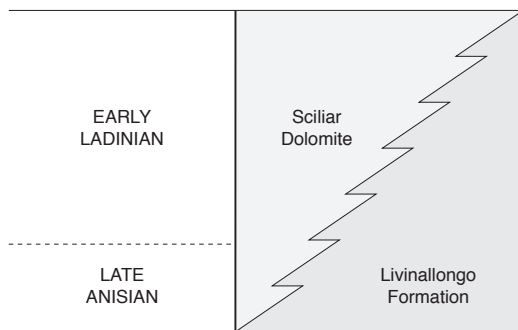 EARLY
LADINIAN
Sciliar
Dolomite
LATE
ANISIAN
Livinallongo
Formation